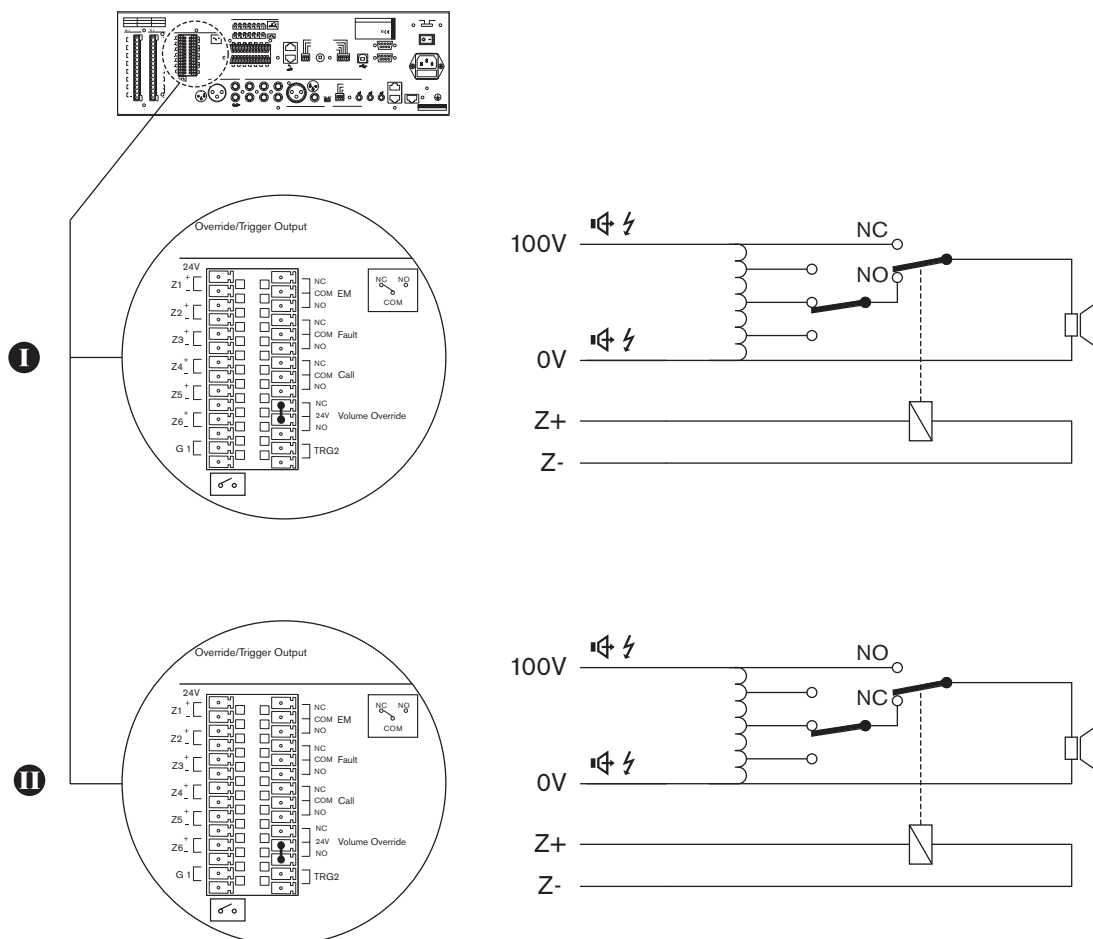 I
Override/Trigger Output
24V
Z1 + -
Z2 + -
Z3 + -
Z4 + -
Z5 + -
Z6 + -
G 1
NC
COM EM
NO
NC
COM Fault
NO
NC
COM Call
NO
NC
24V Volume Override
NO
TRG2
NC NO
COM
100V
NC
NO
0V
Z+
Z-
II
Override/Trigger Output
24V
Z1 + -
Z2 + -
Z3 + -
Z4 + -
Z5 + -
Z6 + -
G 1
NC
COM EM
NO
NC
COM Fault
NO
NC
COM Call
NO
NC
24V Volume Override
NO
TRG2
NC NO
COM
100V
NO
NC
0V
Z+
Z-